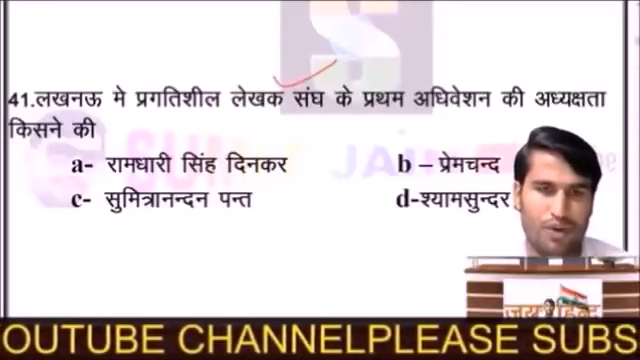 41.लखनऊ मे प्रगतिशील लेखक संघ के प्रथम अधिवेशन की अध्यक्षता
किसने की
a- रामधारी सिंह दिनकर
b – प्रेमचन्द
c- सुमित्रानन्दन पन्त
d-श्यामसुन्दर
जय हिन्द
OUTUBE CHANNELPLEASE SUBS